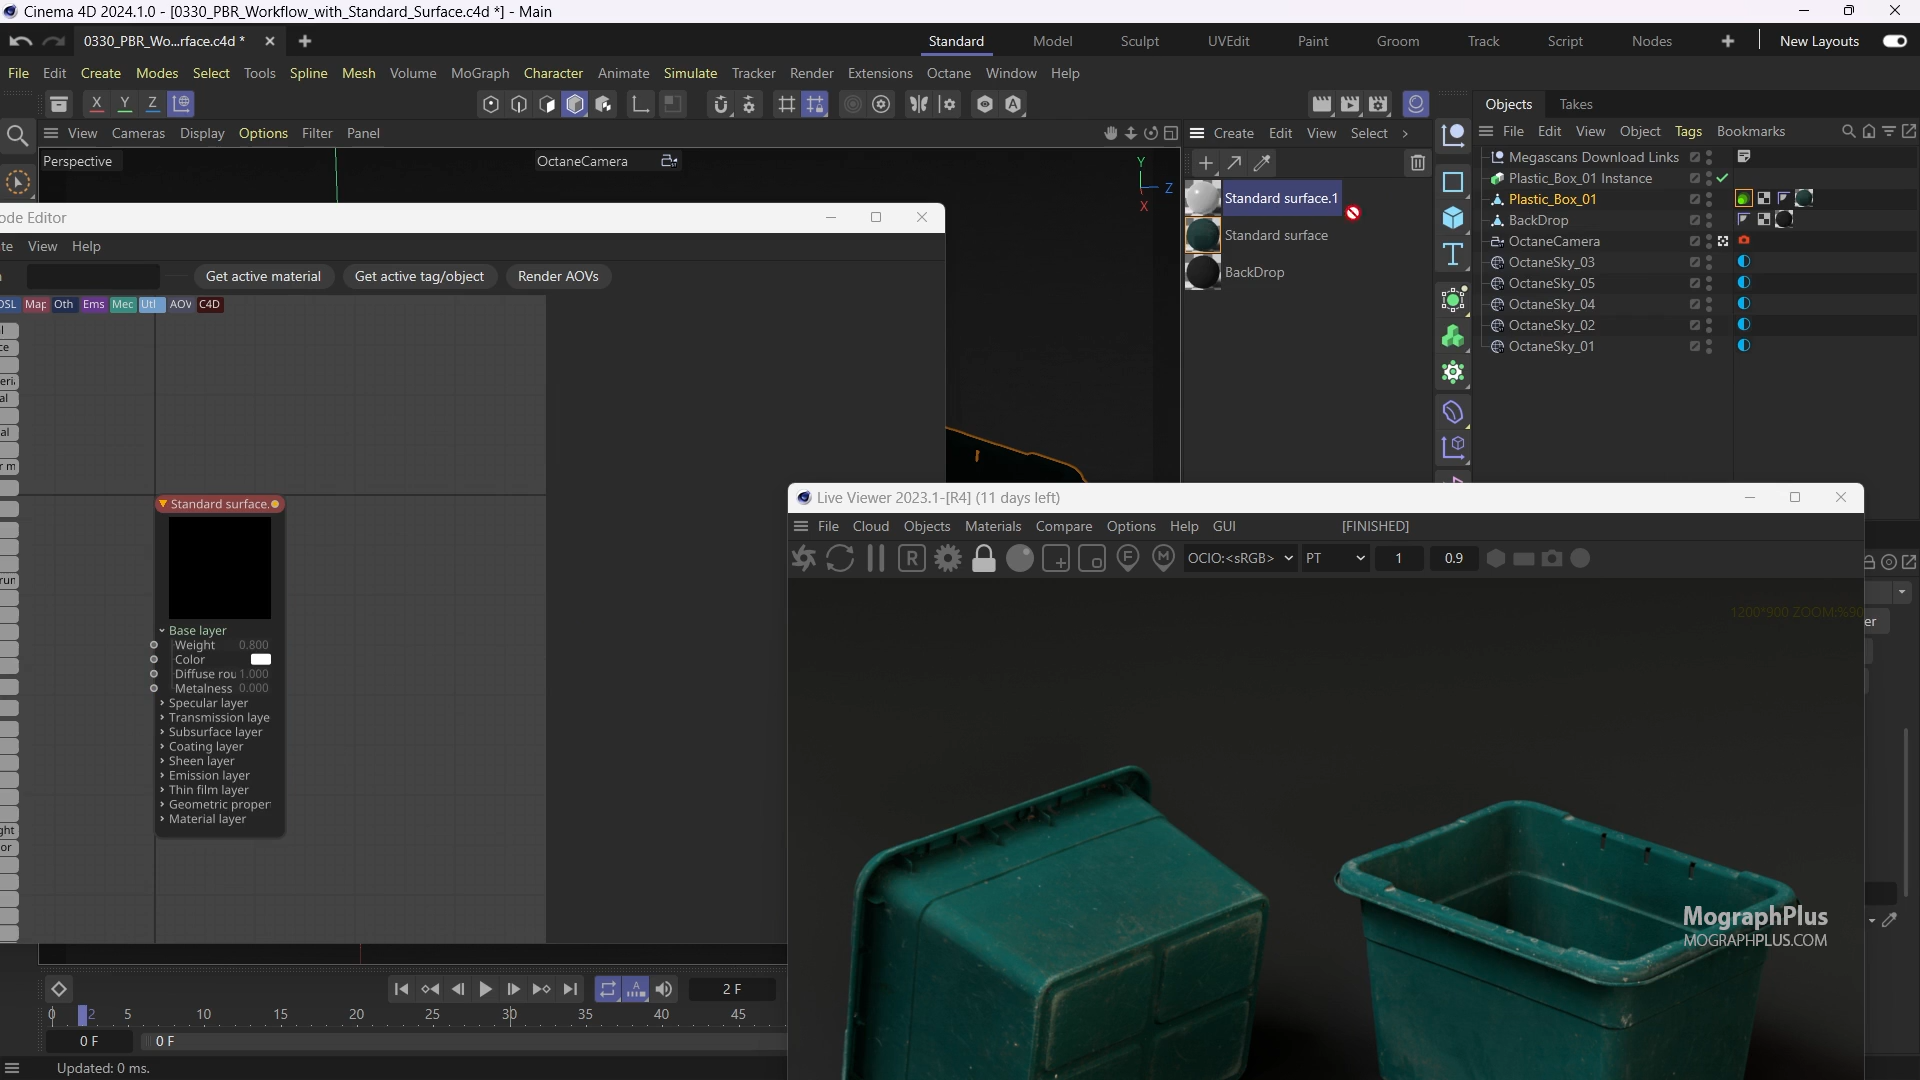 Cinema 4D 2024.1.0 - [0330_PBR_Workflow_with_Standard_Surface.c4d *] - Main
0330_PBR_Wo...rface.c4d *
Standard Model Sculpt UVEdit Paint Groom Track Script Nodes New Layouts
File Edit Create Modes Select Tools Spline Mesh Volume MoGraph Character Animate Simulate Tracker Render Extensions Octane Window Help
X Y Z
Objects Takes
View Cameras Display Options Filter Panel
Create Edit View Select
File Edit View Object Tags Bookmarks
Perspective
OctaneCamera
Y
Z
X
Standard surface.1
Standard surface
BackDrop
Megascans Download Links
Plastic_Box_01 Instance
Plastic_Box_01
BackDrop
OctaneCamera
OctaneSky_03
OctaneSky_05
OctaneSky_04
OctaneSky_02
OctaneSky_01
ode Editor
te View Help
Get active material Get active tag/object Render AOVs
OSL Map Oth Ems Mec Utl AOV C4D
Standard surface.
Base layer
Weight 0.800
Color
Diffuse rou 1.000
Metalness 0.000
Specular layer
Transmission laye
Subsurface layer
Coating layer
Sheen layer
Emission layer
Thin film layer
Geometric proper
Material layer
Live Viewer 2023.1-[R4] (11 days left)
File Cloud Objects Materials Compare Options Help GUI [FINISHED]
R F M OCIO:<sRGB> PT 1 0.9
er
MographPlus
MOGRAPHPLUS.COM
2 F
0 2 5 10 15 20 25 30 35 40 45
0 F 0 F
Updated: 0 ms.